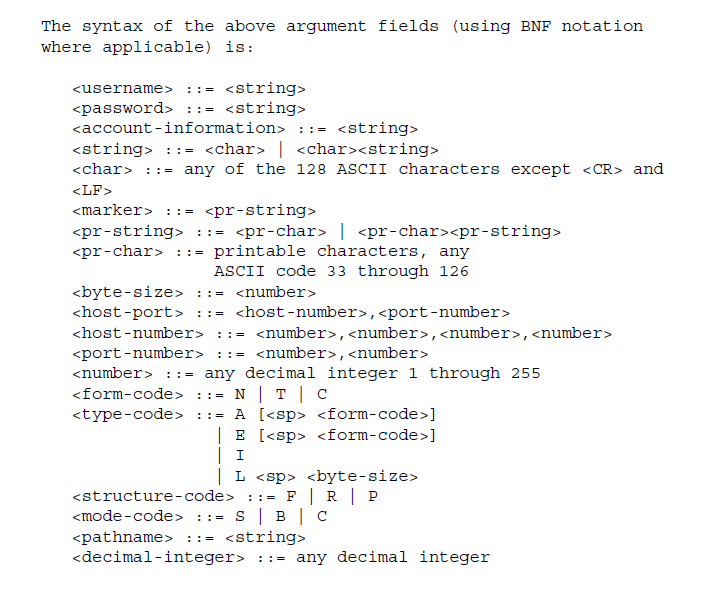 The syntax of the above argument fields (using BNF notation
where applicable) is:
<username> ::= <string>
<password> ::= <string>
<account-information> ::= <string>
<string> ::= <char> | <char><string>
<char> ::= any of the 128 ASCII characters except <CR> and
<LF>
<marker> ::= <pr-string>
<pr-string> ::= <pr-char> | <pr-char><pr-string>
<pr-char> ::= printable characters, any
ASCII code 33 through 126
<byte-size> ::= <number>
<host-port> ::= <host-number>,<port-number>
<host-number> ::= <number>,<number>,<number>,<number>
<port-number> ::= <number>,<number>
<number> ::= any decimal integer 1 through 255
<form-code> ::= N | T | C
<type-code> ::= A [<sp> <form-code>]
| E [<sp> <form-code>]
| I
| L <sp> <byte-size>
<structure-code> ::= F | R | P
<mode-code> ::= S | B | C
<pathname> ::= <string>
<decimal-integer> ::= any decimal integer